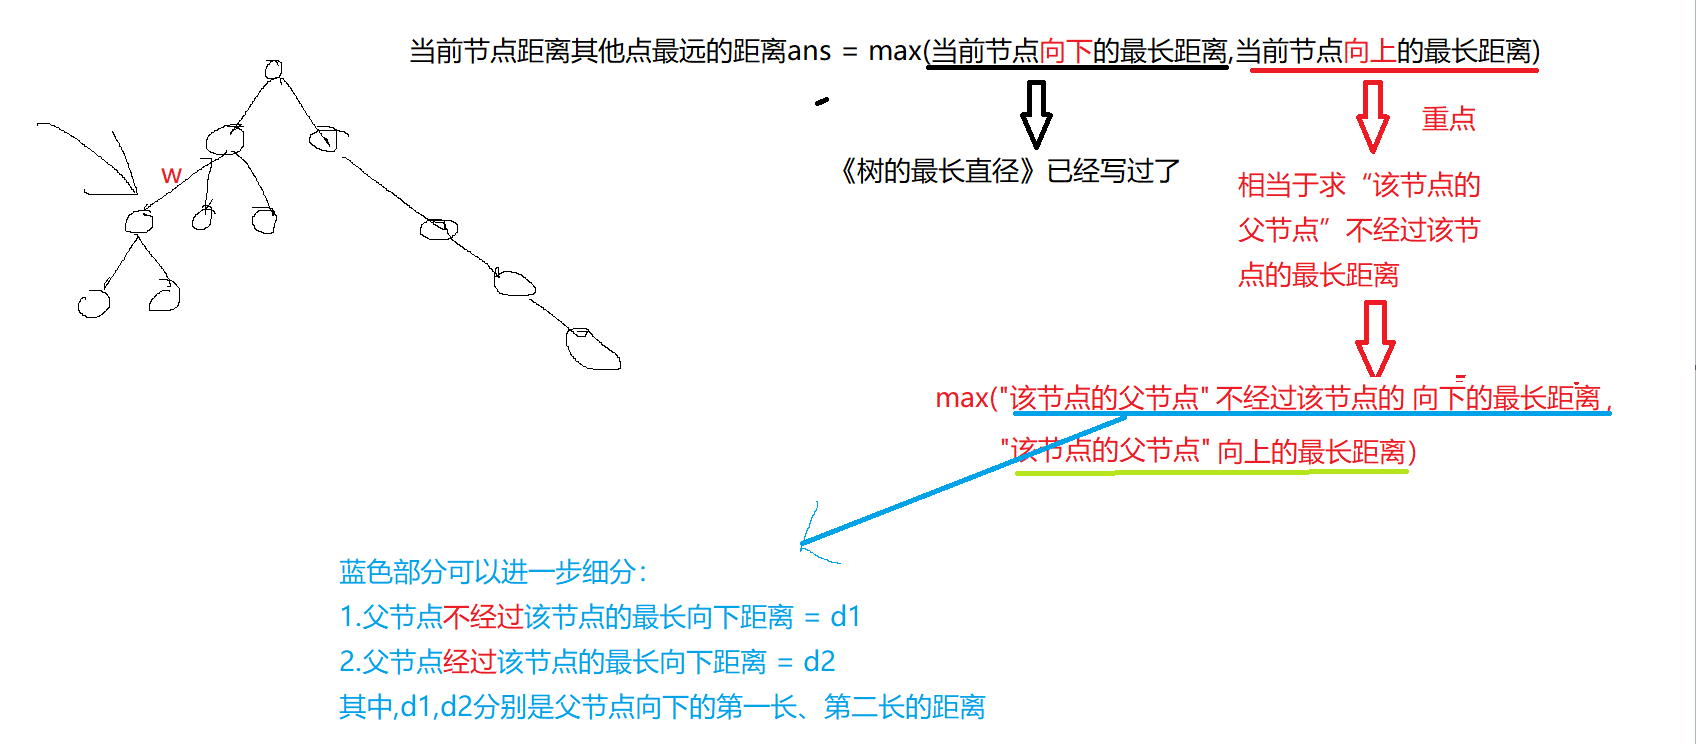 当前节点距离其他点最远的距离ans = max(当前节点向下的最长距离,当前节点向上的最长距离)
重点
《树的最长直径》已经写过了
w
相当于求“该节点的
父节点”不经过该节
点的最长距离
max("该节点的父节点" 不经过该节点的 向下的最长距离,
"该节点的父节点" 向上的最长距离)
蓝色部分可以进一步细分：
1.父节点不经过该节点的最长向下距离 = d1
2.父节点经过该节点的最长向下距离 = d2
其中,d1,d2分别是父节点向下的第一长、第二长的距离